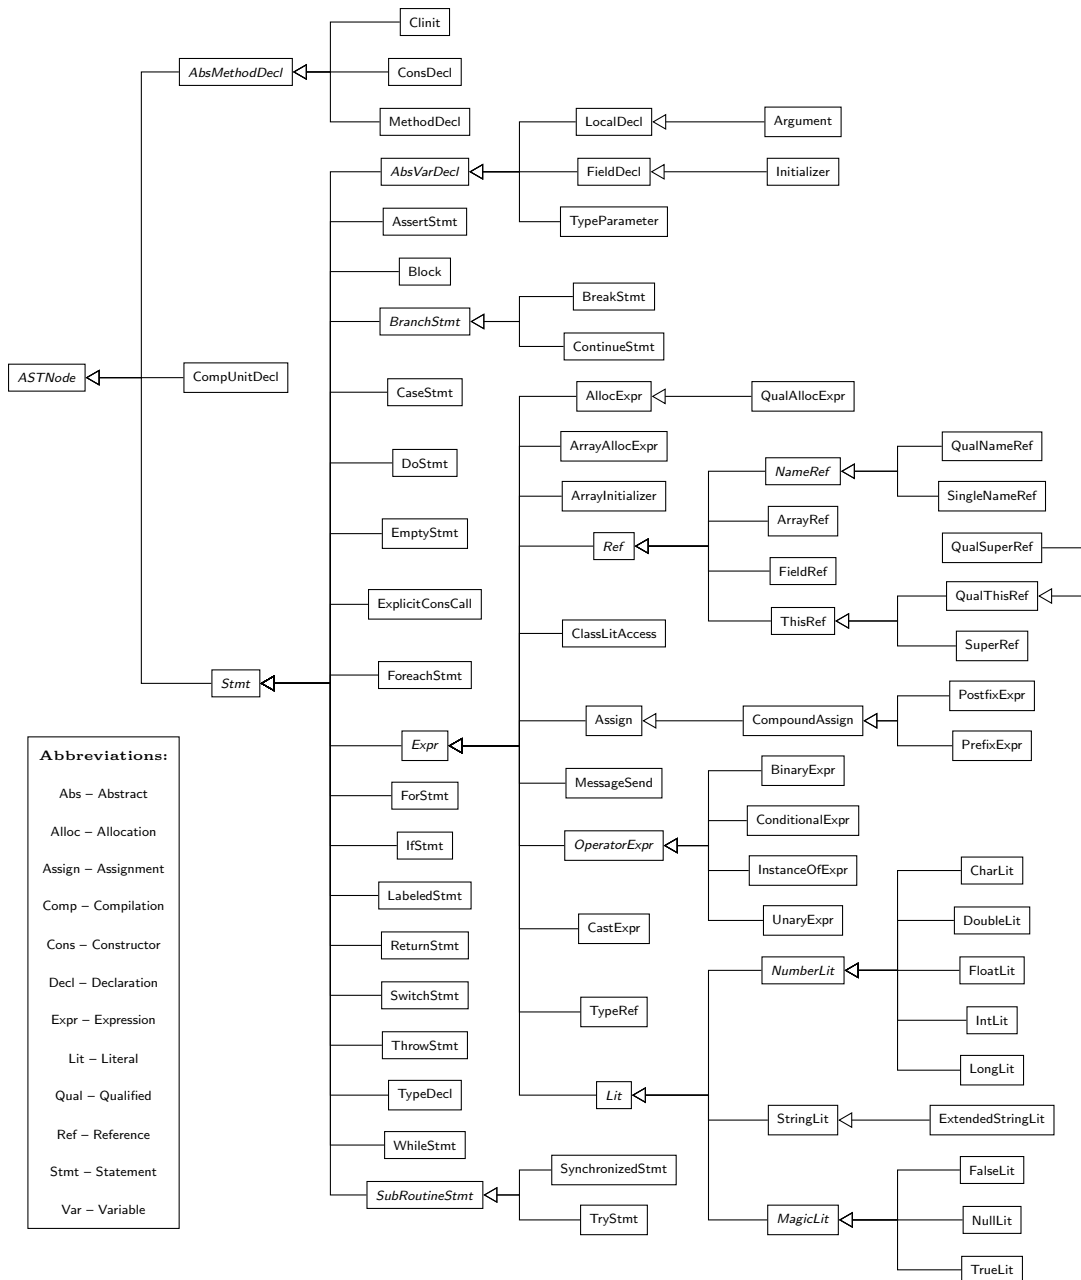 Clinit
AbsMethodDecl
ConsDecl
MethodDecl
LocalDecl
Argument
AbsVarDecl
FieldDecl
Initializer
AssertStmt
TypeParameter
Block
BreakStmt
BranchStmt
ContinueStmt
ASTNode
CompUnitDecl
CaseStmt
AllocExpr
QualAllocExpr
ArrayAllocExpr
QualNameRef
DoStmt
NameRef
ArrayInitializer
SingleNameRef
EmptyStmt
ArrayRef
Ref
QualSuperRef
FieldRef
ExplicitConsCall
QualThisRef
ThisRef
ClassLitAccess
SuperRef
ForeachStmt
Stmt
PostfixExpr
Assign
CompoundAssign
Expr
PrefixExpr
MessageSend
BinaryExpr
ForStmt
ConditionalExpr
IfStmt
OperatorExpr
InstanceOfExpr
CharLit
LabeledStmt
UnaryExpr
DoubleLit
CastExpr
ReturnStmt
NumberLit
FloatLit
SwitchStmt
TypeRef
IntLit
ThrowStmt
LongLit
TypeDecl
Lit
StringLit
ExtendedStringLit
WhileStmt
SynchronizedStmt
FalseLit
SubRoutineStmt
TryStmt
MagicLit
NullLit
TrueLit
Abbreviations:
Abs – Abstract
Alloc – Allocation
Assign – Assignment
Comp – Compilation
Cons – Constructor
Decl – Declaration
Expr – Expression
Lit – Literal
Qual – Qualified
Ref – Reference
Stmt – Statement
Var – Variable